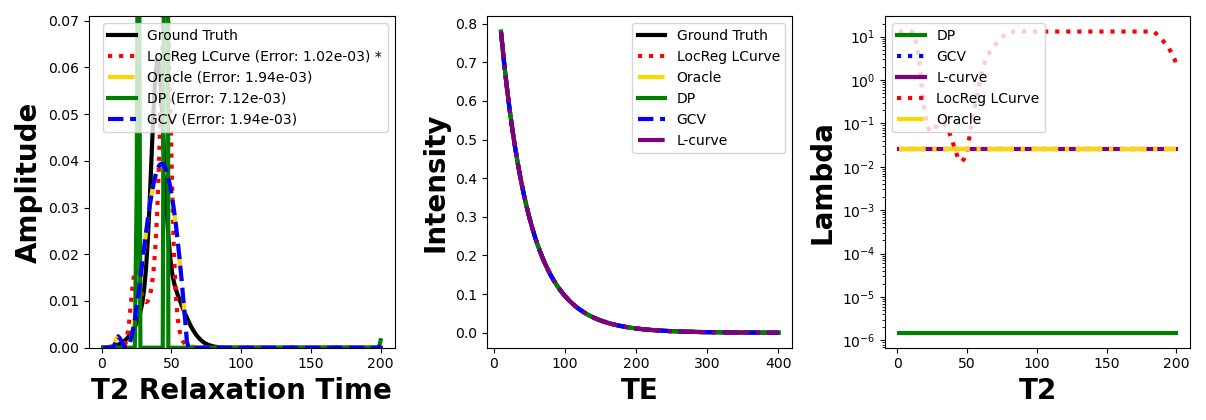 0.07
0.06
0.05
0.04
0.03
0.02
0.01
0.00
Amplitude
Ground Truth
LocReg LCurve (Error: 1.02e-03) *
Oracle (Error: 1.94e-03)
DP (Error: 7.12e-03)
GCV (Error: 1.94e-03)
0 50 100 150 200
T2 Relaxation Time
0.8
0.7
0.6
0.5
0.4
0.3
0.2
0.1
0.0
Intensity
Ground Truth
LocReg LCurve
Oracle
DP
GCV
L-curve
0 100 200 300 400
TE
10¹
10⁰
10⁻¹
10⁻²
10⁻³
10⁻⁴
10⁻⁵
10⁻⁶
Lambda
DP
GCV
L-curve
LocReg LCurve
Oracle
0 50 100 150 200
T2